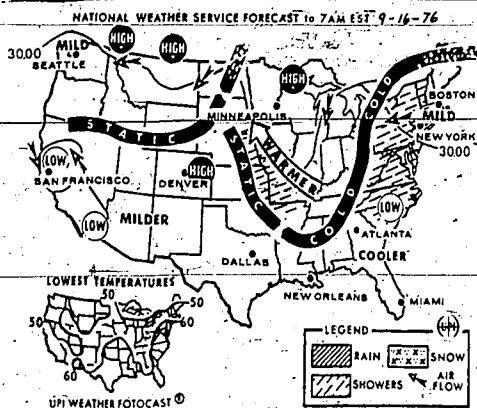 NATIONAL WEATHER SERVICE FORECAST to 7AM EST 9-16-76
30.00
MILD
SEATTLE
HIGH
HIGH
HIGH
COLD
BOSTON
MILD
NEW YORK
30.00
MINNEAPOLIS
STATIC
WARMER
STATIC
COLD
LOW
SAN FRANCISCO
HIGH
DENVER
LOW
MILDER
LOW
ATLANTA
COOLER
DALLAS
NEW ORLEANS
MIAMI
LOWEST TEMPERATURES
50
50
50
60
60
UPI WEATHER FOTOCAST ®
LEGEND
UPI
RAIN
SNOW
SHOWERS
AIR FLOW